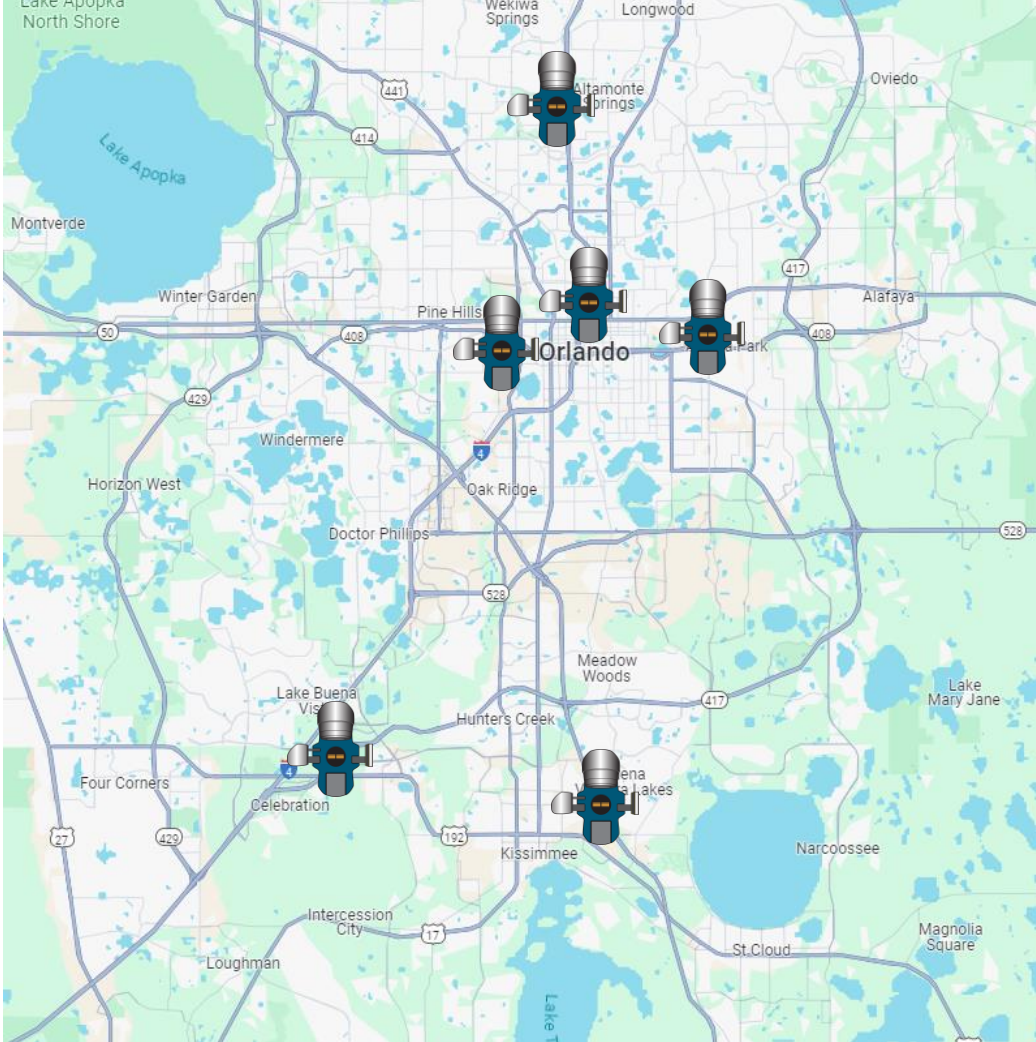 Lake Apopka
North Shore
Wekiwa
Springs
Longwood
Oviedo
441
Altamonte
Springs
414
Lake Apopka
Montverde
417
Winter Garden
Alafaya
Pine Hills
50
408
408
Orlando
Park
429
Windermere
4
Horizon West
Oak Ridge
Doctor Phillips
528
528
Meadow
Woods
Lake Buena
Lake
Mary Jane
417
Hunters Creek
4
Four Corners
Lakes
Celebration
27
429
192
Kissimmee
Narcoossee
Intercession
City
17
Magnolia
Square
St. Cloud
Loughman
Lake